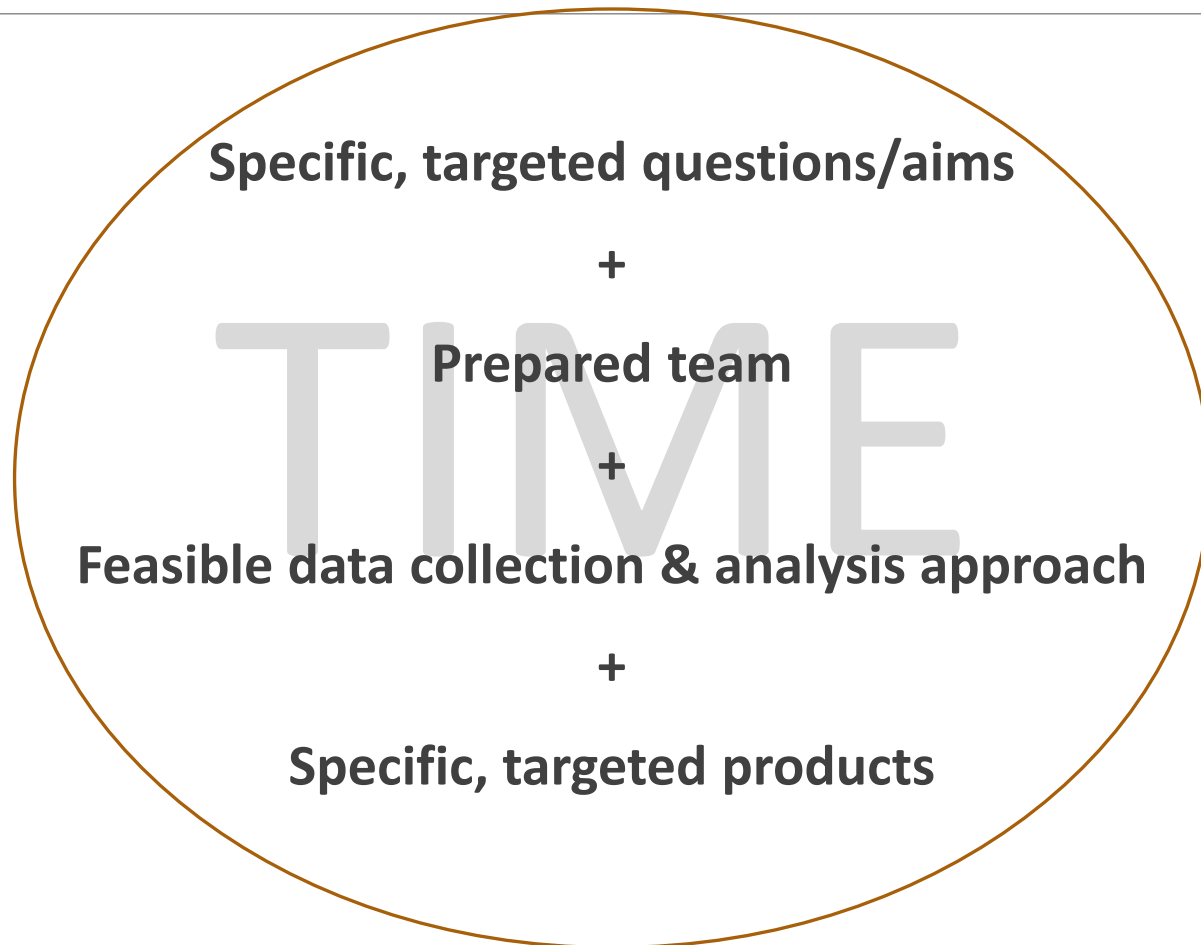 Specific, targeted questions/aims
+
TIME
Prepared team
+
Feasible data collection & analysis approach
+
Specific, targeted products